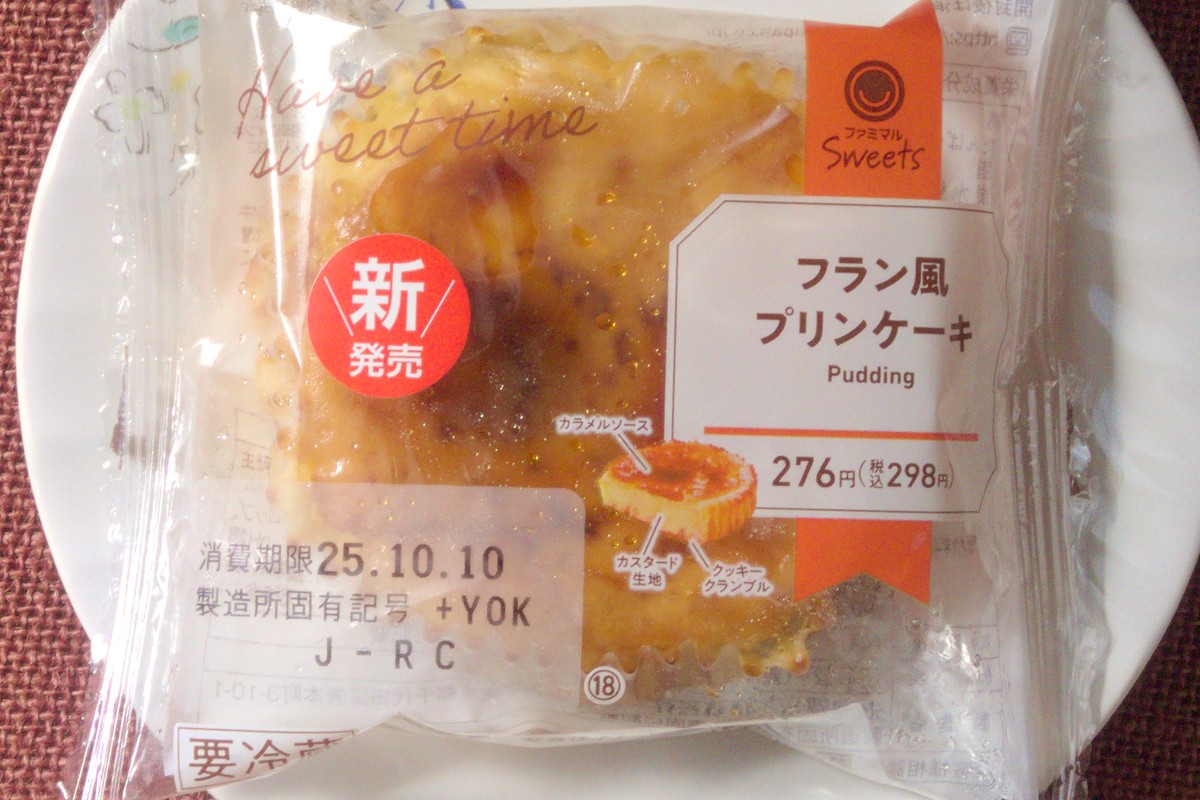 Have a
sweet time
ファミマル
Sweets
新
発売
フラン風
プリンケーキ
Pudding
276円(税込298円)
カラメルソース
カスタード
生地
クッキー
クランブル
消費期限25.10.10
製造所固有記号 +YOK
J-RC
⑱
要冷蔵